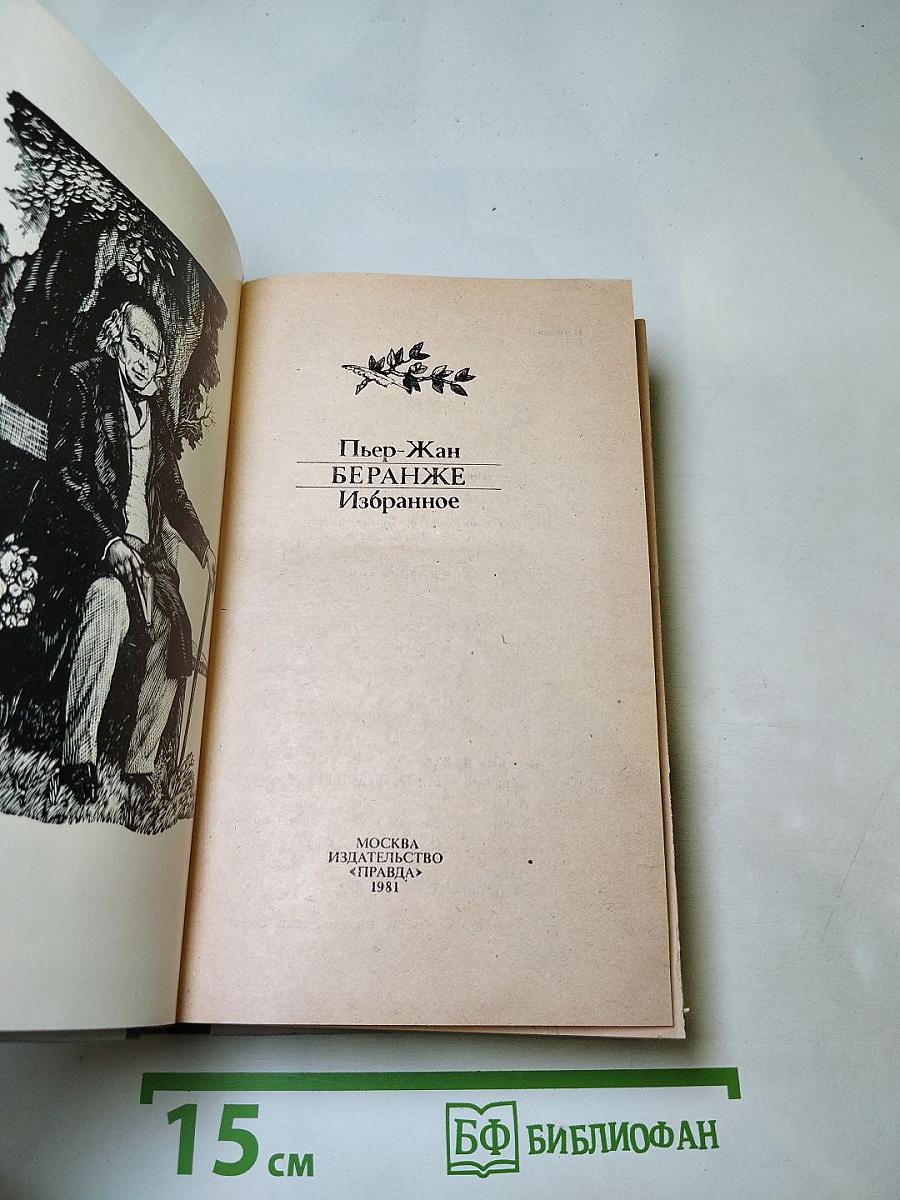 Пьер-Жан
БЕРАНЖЕ
Избранное
МОСКВА
ИЗДАТЕЛЬСТВО
«ПРАВДА»
1981
15 см
БФ БИБЛИОФАН